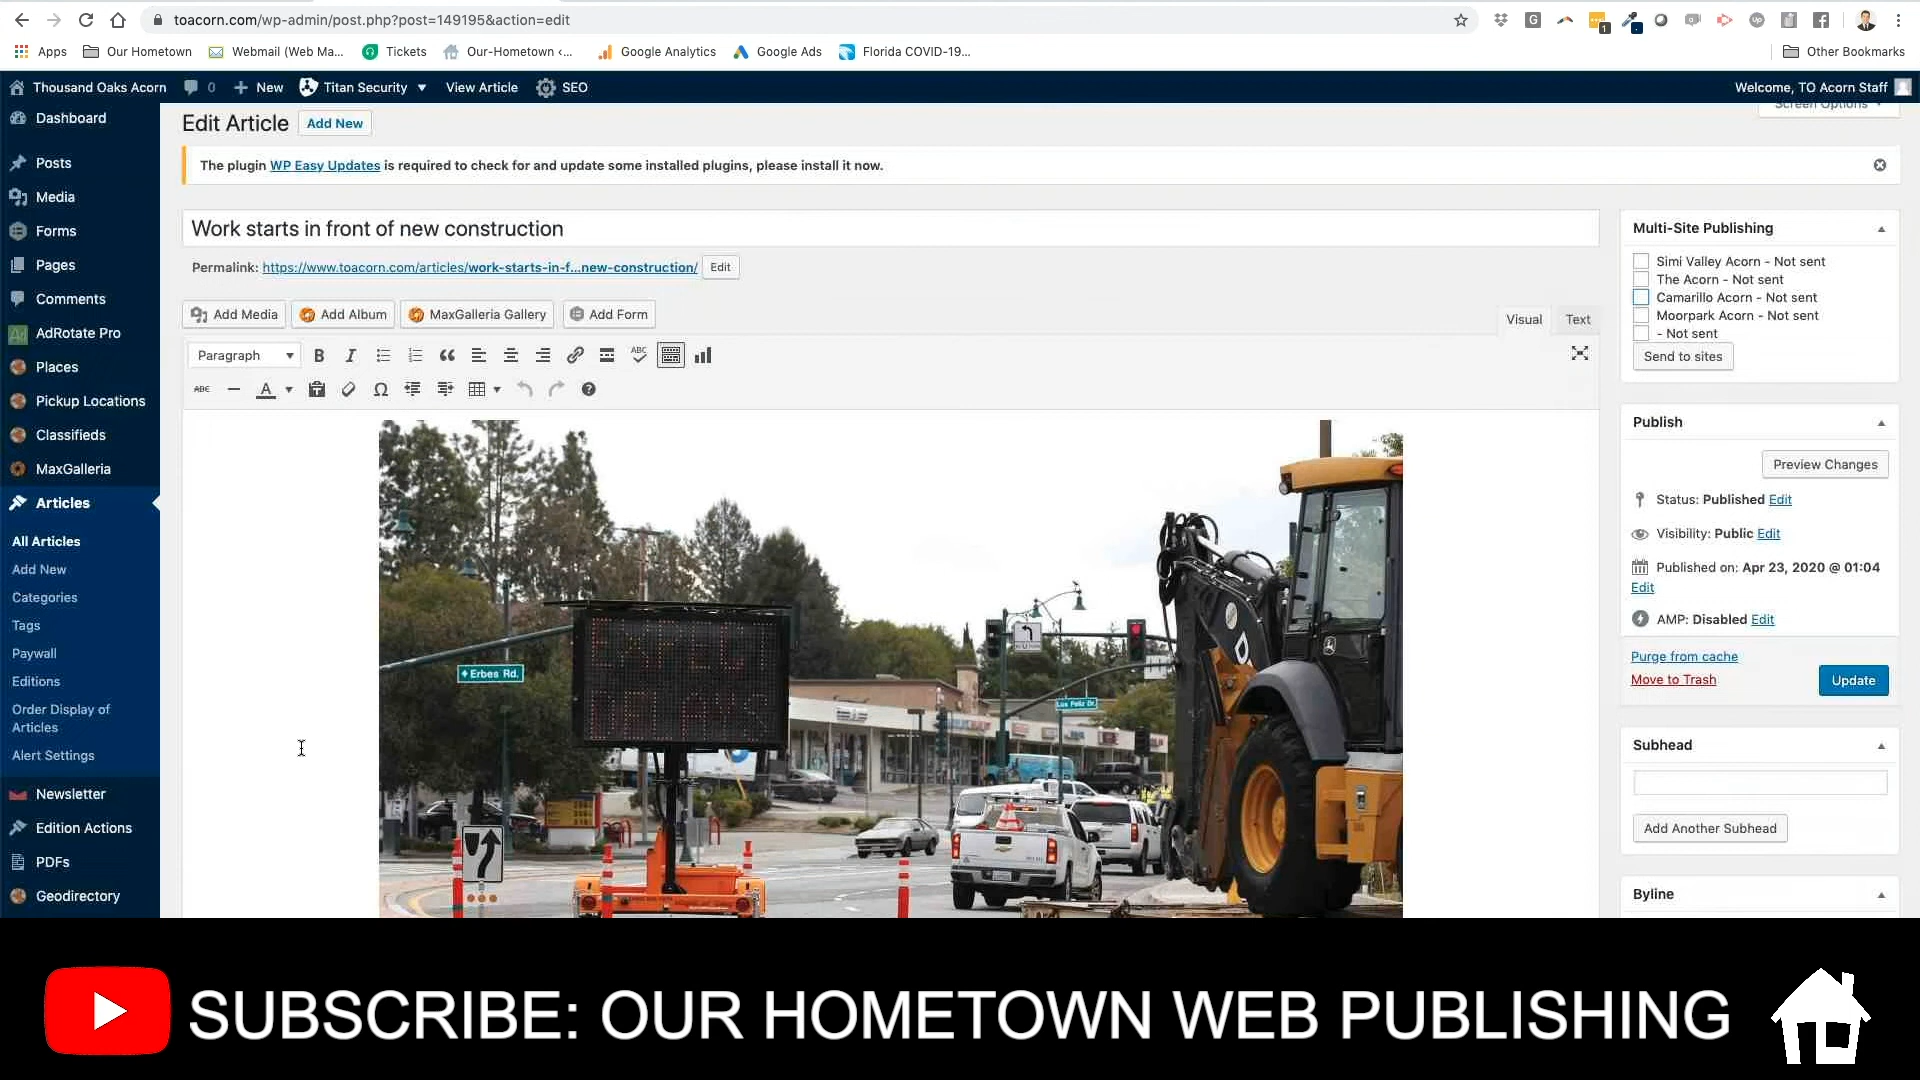 toacorn.com/wp-admin/post.php?post=149195&action=edit
Apps Our Hometown Webmail (Web Ma... Tickets Our-Hometown <... Google Analytics Google Ads Florida COVID-19... Other Bookmarks
Thousand Oaks Acorn 0 New Titan Security View Article SEO Welcome, TO Acorn Staff
Screen Options
Dashboard
Posts
Media
Forms
Pages
Comments
AdRotate Pro
Places
Pickup Locations
Classifieds
MaxGalleria
Articles
All Articles
Add New
Categories
Tags
Paywall
Editions
Order Display of
Articles
Alert Settings
Newsletter
Edition Actions
PDFs
Geodirectory
Edit Article Add New
The plugin WP Easy Updates is required to check for and update some installed plugins, please install it now.
Work starts in front of new construction
Permalink: https://www.toacorn.com/articles/work-starts-in-f...new-construction/ Edit
Add Media Add Album MaxGalleria Gallery Add Form
Visual Text
Paragraph B I ABC
ABC A Ω
Erbes Rd.
EXPECT
DELAYS
Los Feliz Dr.
Multi-Site Publishing
Simi Valley Acorn - Not sent
The Acorn - Not sent
Camarillo Acorn - Not sent
Moorpark Acorn - Not sent
- Not sent
Send to sites
Publish
Preview Changes
Status: Published Edit
Visibility: Public Edit
Published on: Apr 23, 2020 @ 01:04
Edit
AMP: Disabled Edit
Purge from cache
Move to Trash
Update
Subhead
Add Another Subhead
Byline
SUBSCRIBE: OUR HOMETOWN WEB PUBLISHING